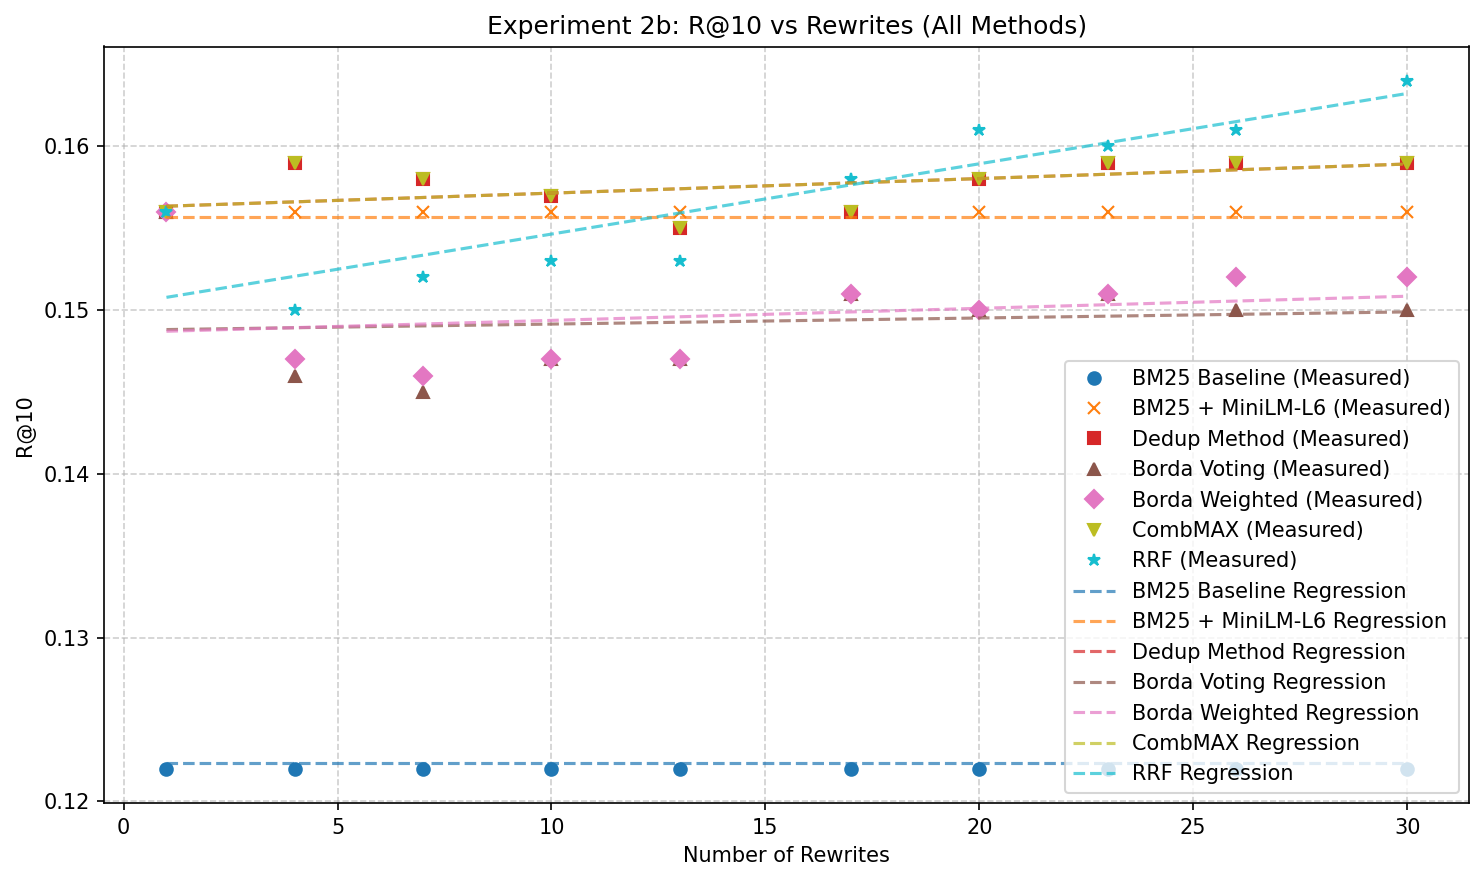 Experiment 2b: R@10 vs Rewrites (All Methods)
R@10
0.16
0.15
0.14
0.13
0.12
BM25 Baseline (Measured)
BM25 + MiniLM-L6 (Measured)
Dedup Method (Measured)
Borda Voting (Measured)
Borda Weighted (Measured)
CombMAX (Measured)
RRF (Measured)
BM25 Baseline Regression
BM25 + MiniLM-L6 Regression
Dedup Method Regression
Borda Voting Regression
Borda Weighted Regression
CombMAX Regression
RRF Regression
0 5 10 15 20 25 30
Number of Rewrites